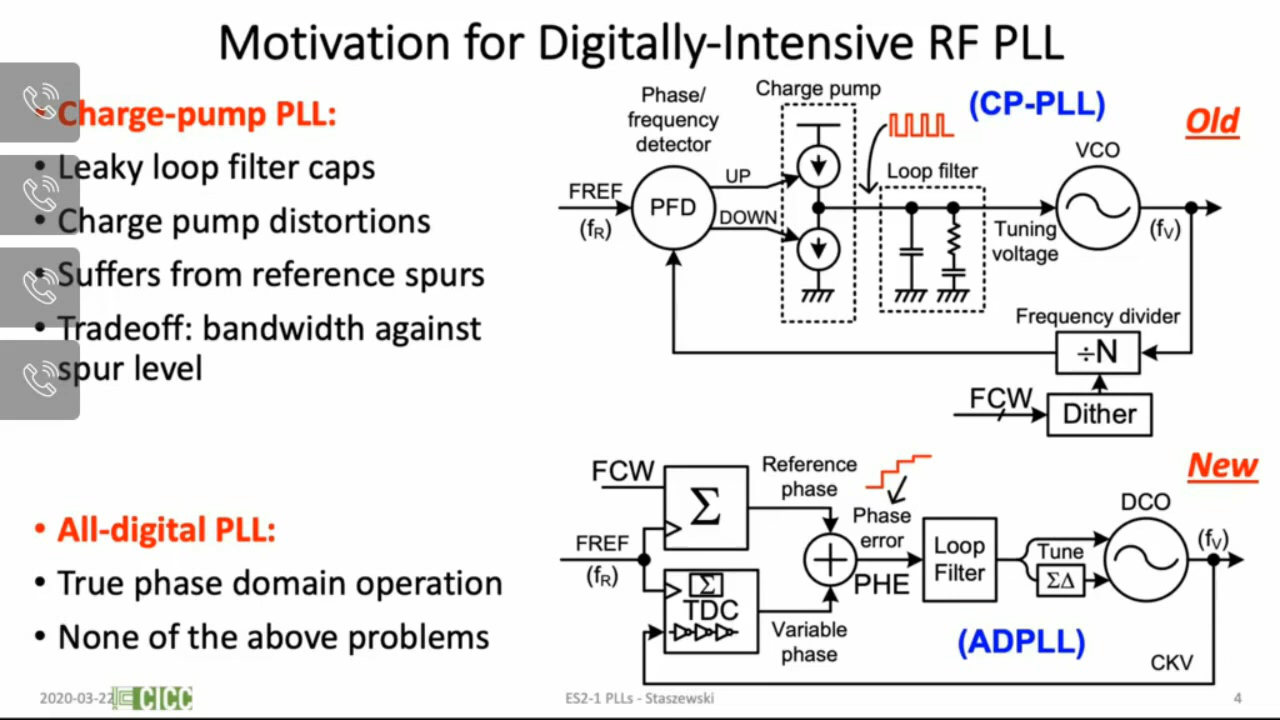 Motivation for Digitally-Intensive RF PLL
• Charge-pump PLL:
• Leaky loop filter caps
• Charge pump distortions
• Suffers from reference spurs
• Tradeoff: bandwidth against
spur level
• All-digital PLL:
• True phase domain operation
• None of the above problems
Phase/
frequency
detector
Charge pump
(CP-PLL)
Old
FREF
(fR)
PFD
UP
DOWN
Loop filter
Tuning
voltage
VCO
(fV)
Frequency divider
÷N
FCW
Dither
New
FCW
Σ
Reference
phase
FREF
(fR)
Σ
TDC
Variable
phase
+
Phase
error
PHE
Loop
Filter
Tune
ΣΔ
DCO
(fV)
(ADPLL)
CKV
2020-03-22
CICC
ES2-1 PLLs - Staszewski
4